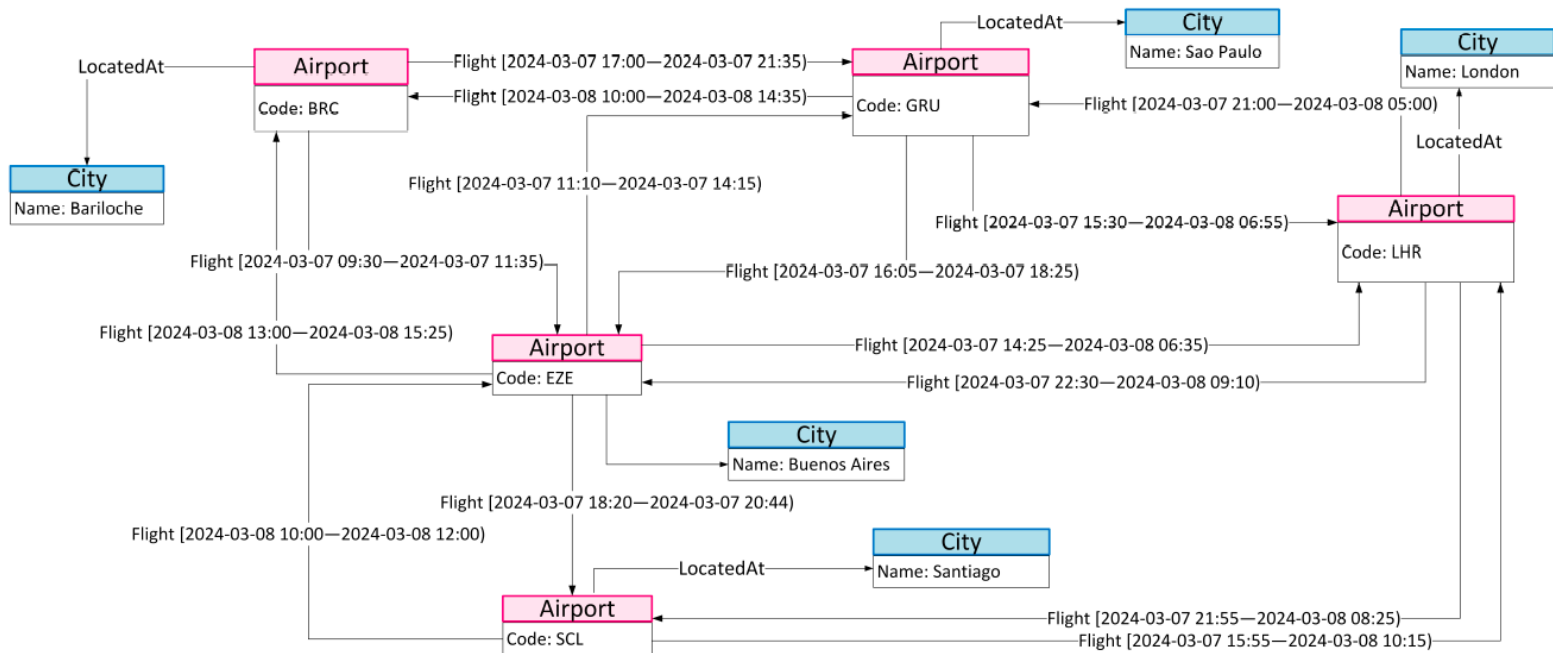 City
LocatedAt
Name: Sao Paulo
City
Name: London
Airport
Flight [2024-03-07 17:00—2024-03-07 21:35)
Airport
LocatedAt
Flight [2024-03-08 10:00—2024-03-08 14:35)
Code: BRC
Code: GRU
Flight [2024-03-07 21:00—2024-03-08 05:00)
LocatedAt
City
Name: Bariloche
Flight [2024-03-07 11:10—2024-03-07 14:15)
Airport
Flight [2024-03-07 15:30—2024-03-08 06:55)
Code: LHR
Flight [2024-03-07 09:30—2024-03-07 11:35)
Flight [2024-03-07 16:05—2024-03-07 18:25)
Flight [2024-03-08 13:00—2024-03-08 15:25)
Airport
Flight [2024-03-07 14:25—2024-03-08 06:35)
Code: EZE
Flight [2024-03-07 22:30—2024-03-08 09:10)
City
Name: Buenos Aires
Flight [2024-03-07 18:20—2024-03-07 20:44)
Flight [2024-03-08 10:00—2024-03-08 12:00)
City
LocatedAt
Name: Santiago
Airport
Flight [2024-03-07 21:55—2024-03-08 08:25)
Code: SCL
Flight [2024-03-07 15:55—2024-03-08 10:15)